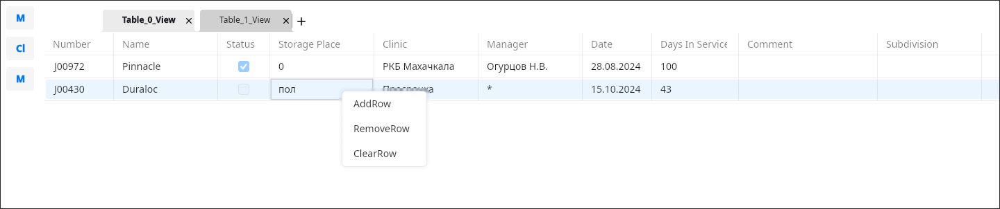 M
Cl
M
Table_0_View
Table_1_View
Number Name Status Storage Place Clinic Manager Date Days In Service Comment Subdivision
J00972 Pinnacle 0 РКБ Махачкала Огурцов Н.В. 28.08.2024 100
J00430 Duraloc пол Просрочка * 15.10.2024 43
AddRow
RemoveRow
ClearRow